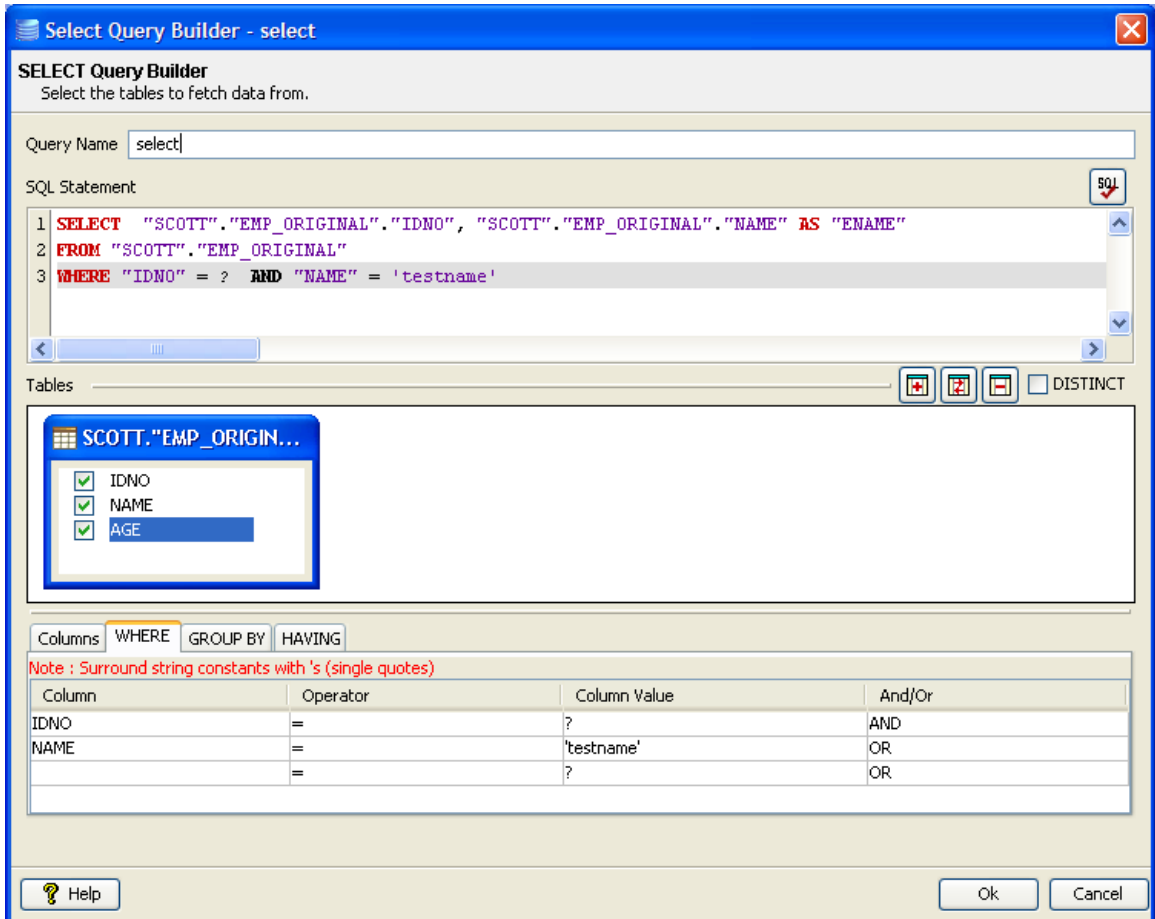 Select Query Builder - select
SELECT Query Builder
Select the tables to fetch data from.
Query Name select
SQL Statement
SQL
1 SELECT "SCOTT"."EMP_ORIGINAL"."IDNO", "SCOTT"."EMP_ORIGINAL"."NAME" AS "ENAME"
2 FROM "SCOTT"."EMP_ORIGINAL"
3 WHERE "IDNO" = ? AND "NAME" = 'testname'
Tables DISTINCT
SCOTT."EMP_ORIGIN...
IDNO
NAME
AGE
Columns WHERE GROUP BY HAVING
Note : Surround string constants with 's (single quotes)
Column Operator Column Value And/Or
IDNO = ? AND
NAME = 'testname' OR
= ? OR
Help Ok Cancel